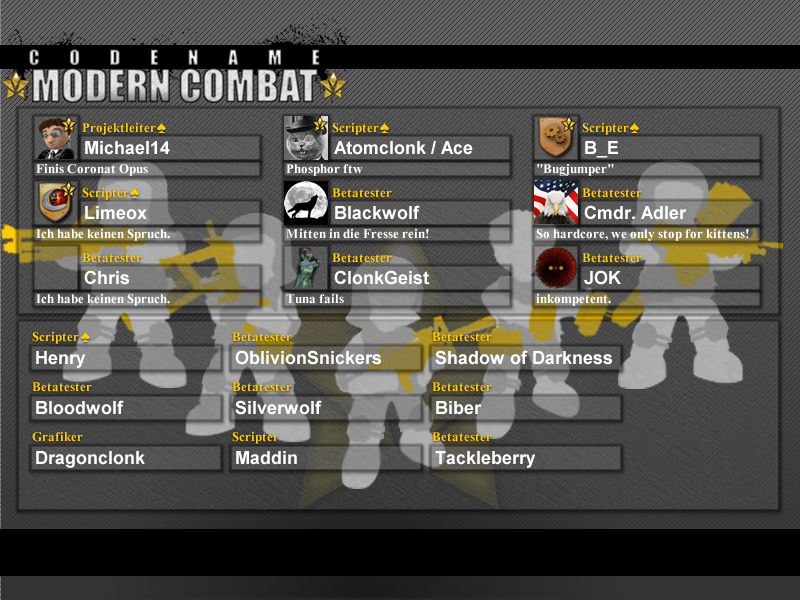 CODENAME
MODERN COMBAT
Projektleiter♠
Michael14
Finis Coronat Opus
Scripter♠
Atomclonk / Ace
Phosphor ftw
Scripter♠
B_E
"Bugjumper"
Scripter♠
Limeox
Ich habe keinen Spruch.
Betatester
Blackwolf
Mitten in die Fresse rein!
Betatester
Cmdr. Adler
So hardcore, we only stop for kittens!
Betatester
Chris
Ich habe keinen Spruch.
Betatester
ClonkGeist
Tuna fails
Betatester
JOK
inkompetent.
Scripter♠
Henry
Betatester
OblivionSnickers
Betatester
Shadow of Darkness
Betatester
Bloodwolf
Betatester
Silverwolf
Betatester
Biber
Grafiker
Dragonclonk
Scripter
Maddin
Betatester
Tackleberry